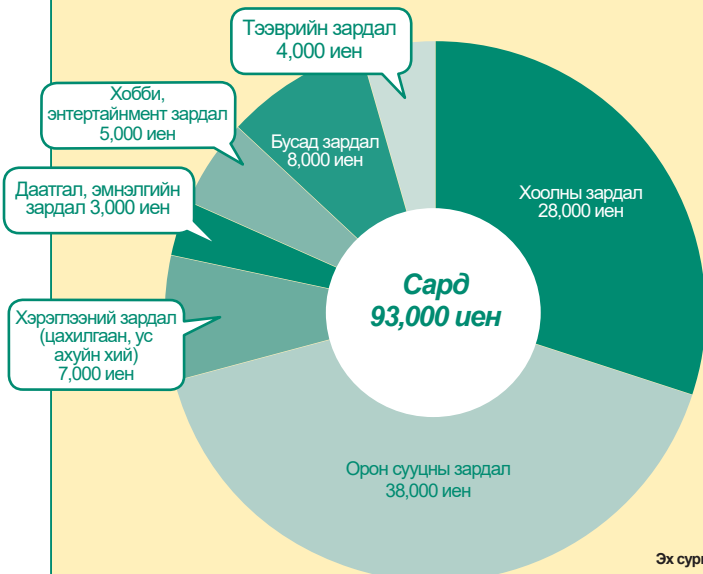 Тээврийн зардал
4,000 иен
Хобби,
энтертайнмент зардал
5,000 иен
Бусад зардал
8,000 иен
Даатгал, эмнэлгийн
зардал 3,000 иен
Хоолны зардал
28,000 иен
Сард
93,000 иен
Хэрэглээний зардал
(цахилгаан, ус
ахуйн хий)
7,000 иен
Орон сууцны зардал
38,000 иен
Эх